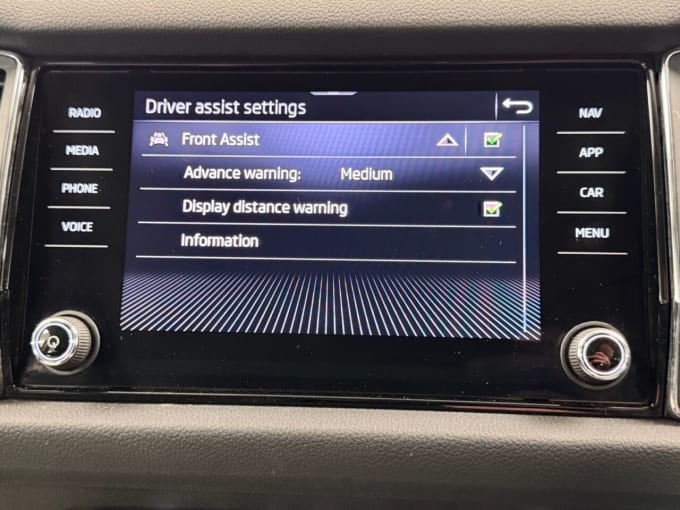 RADIO
MEDIA
PHONE
VOICE
Driver assist settings
Front Assist
Advance warning: Medium
Display distance warning
Information
NAV
APP
CAR
MENU